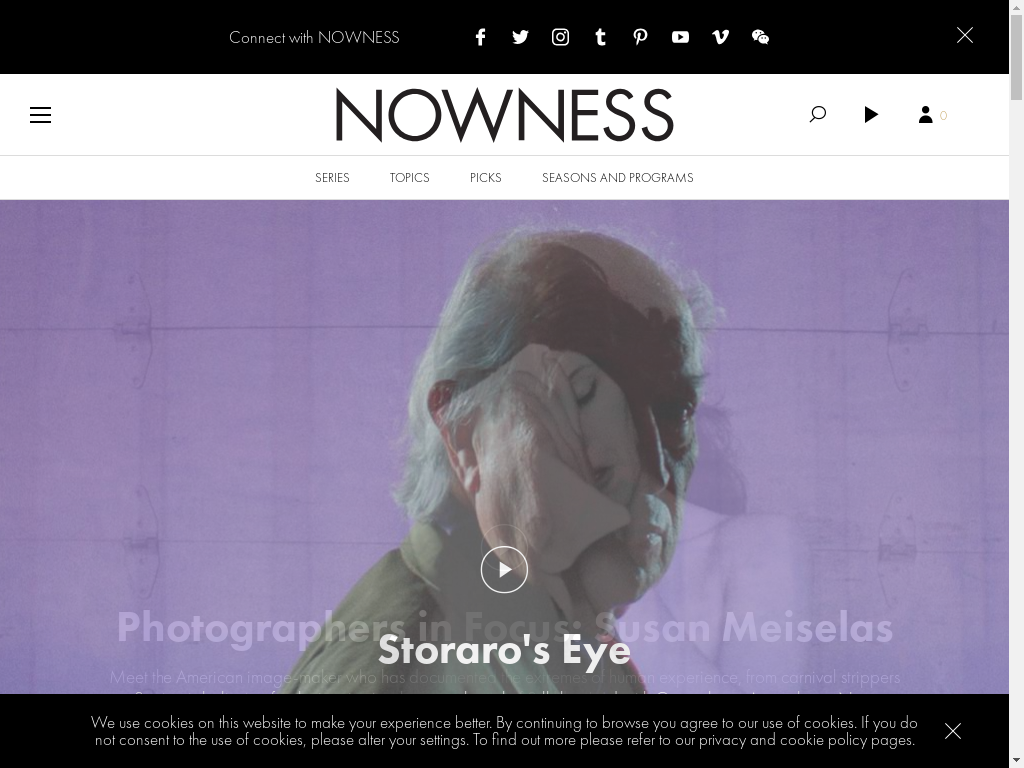 Connect with NOWNESS
NOWNESS
0
SERIES TOPICS PICKS SEASONS AND PROGRAMS
Photographers in Focus: Susan Meiselas
Storaro's Eye
Meet the American image-maker who has documented the extremes of human experience, from carnival strippers
We use cookies on this website to make your experience better. By continuing to browse you agree to our use of cookies. If you do
not consent to the use of cookies, please alter your settings. To find out more please refer to our privacy and cookie policy pages.